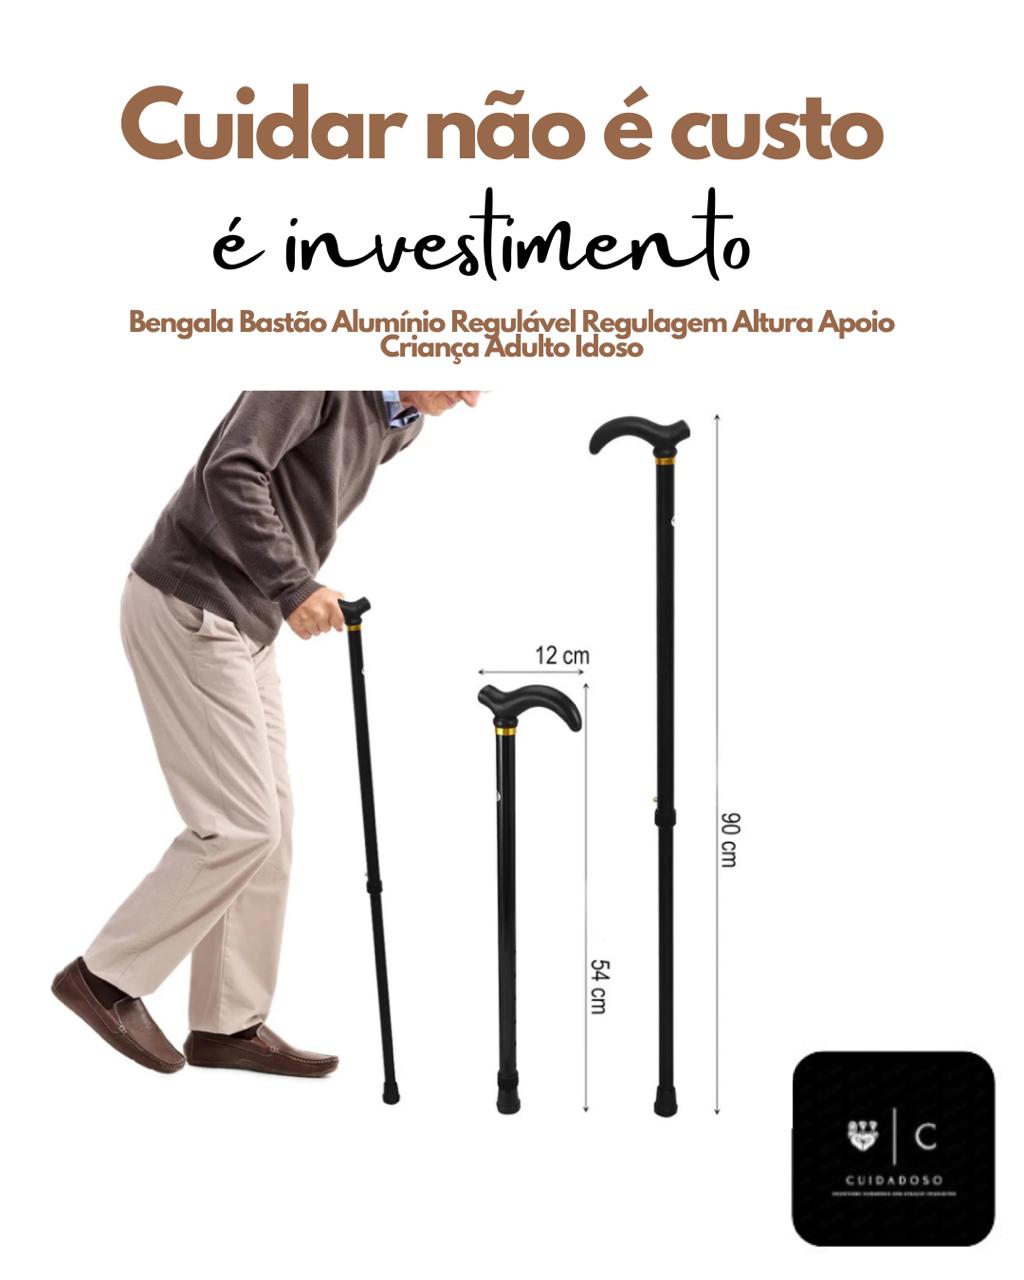 Cuidar não é custo
é investimento
Bengala Bastão Alumínio Regulável Regulagem Altura Apoio
Criança Adulto Idoso
12 cm
90 cm
54 cm
C
CUIDADOSO